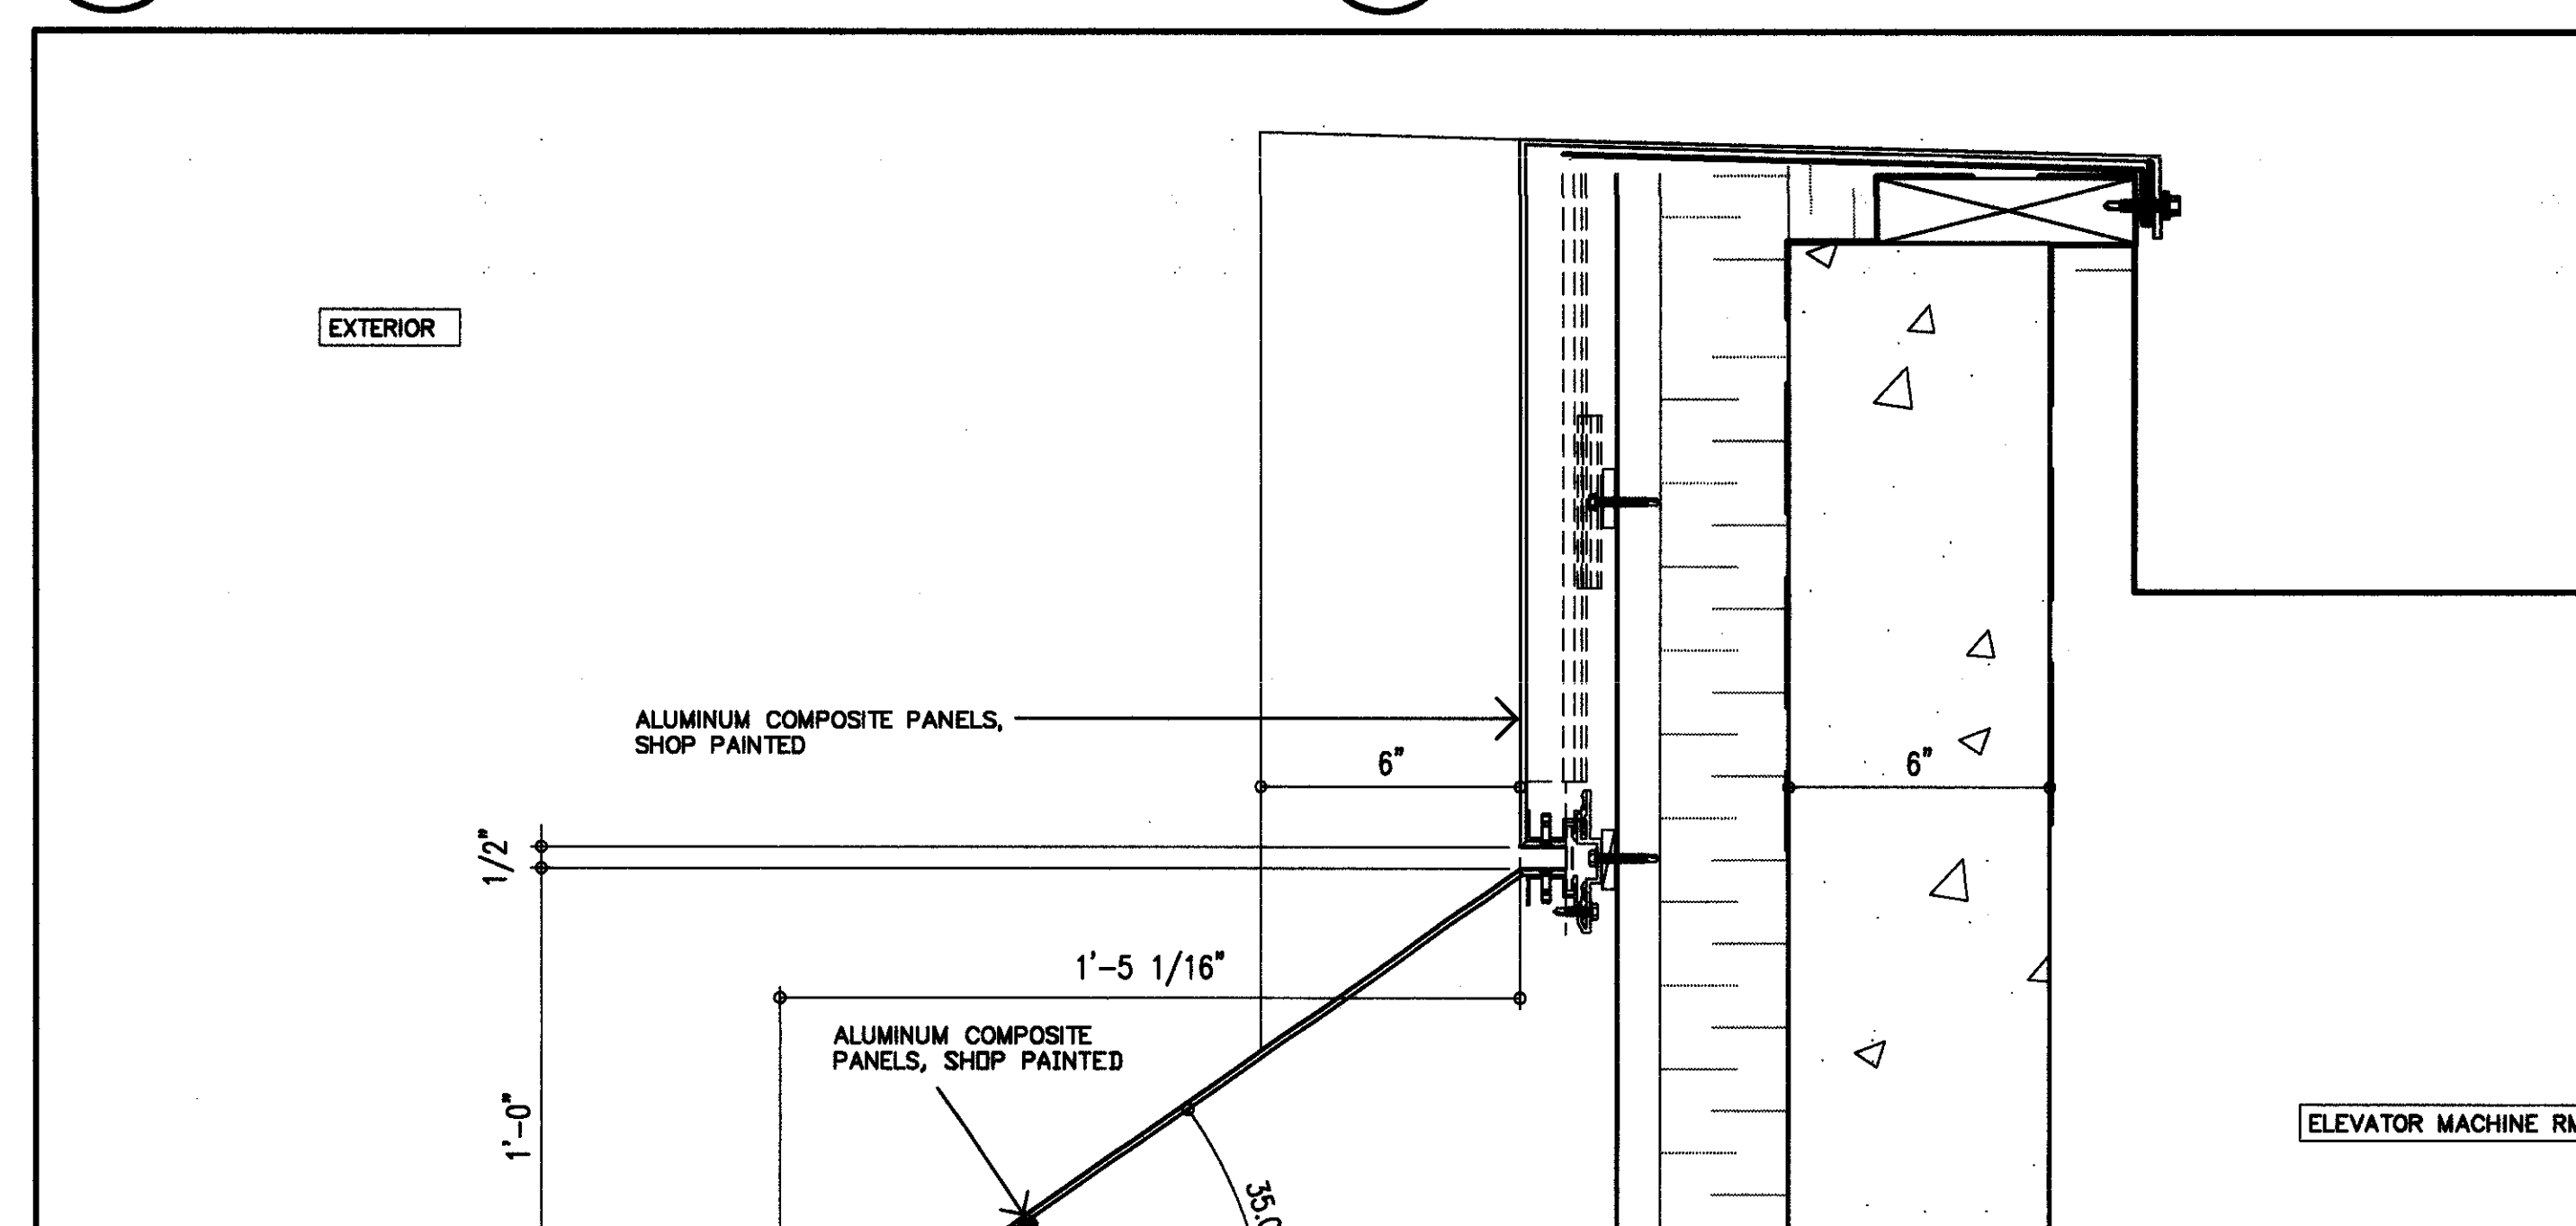 EXTERIOR
ALUMINUM COMPOSITE PANELS,
SHOP PAINTED
6"
6"
1/2"
1'-5 1/16"
ALUMINUM COMPOSITE
PANELS, SHOP PAINTED
1'-0"
ELEVATOR MACHINE